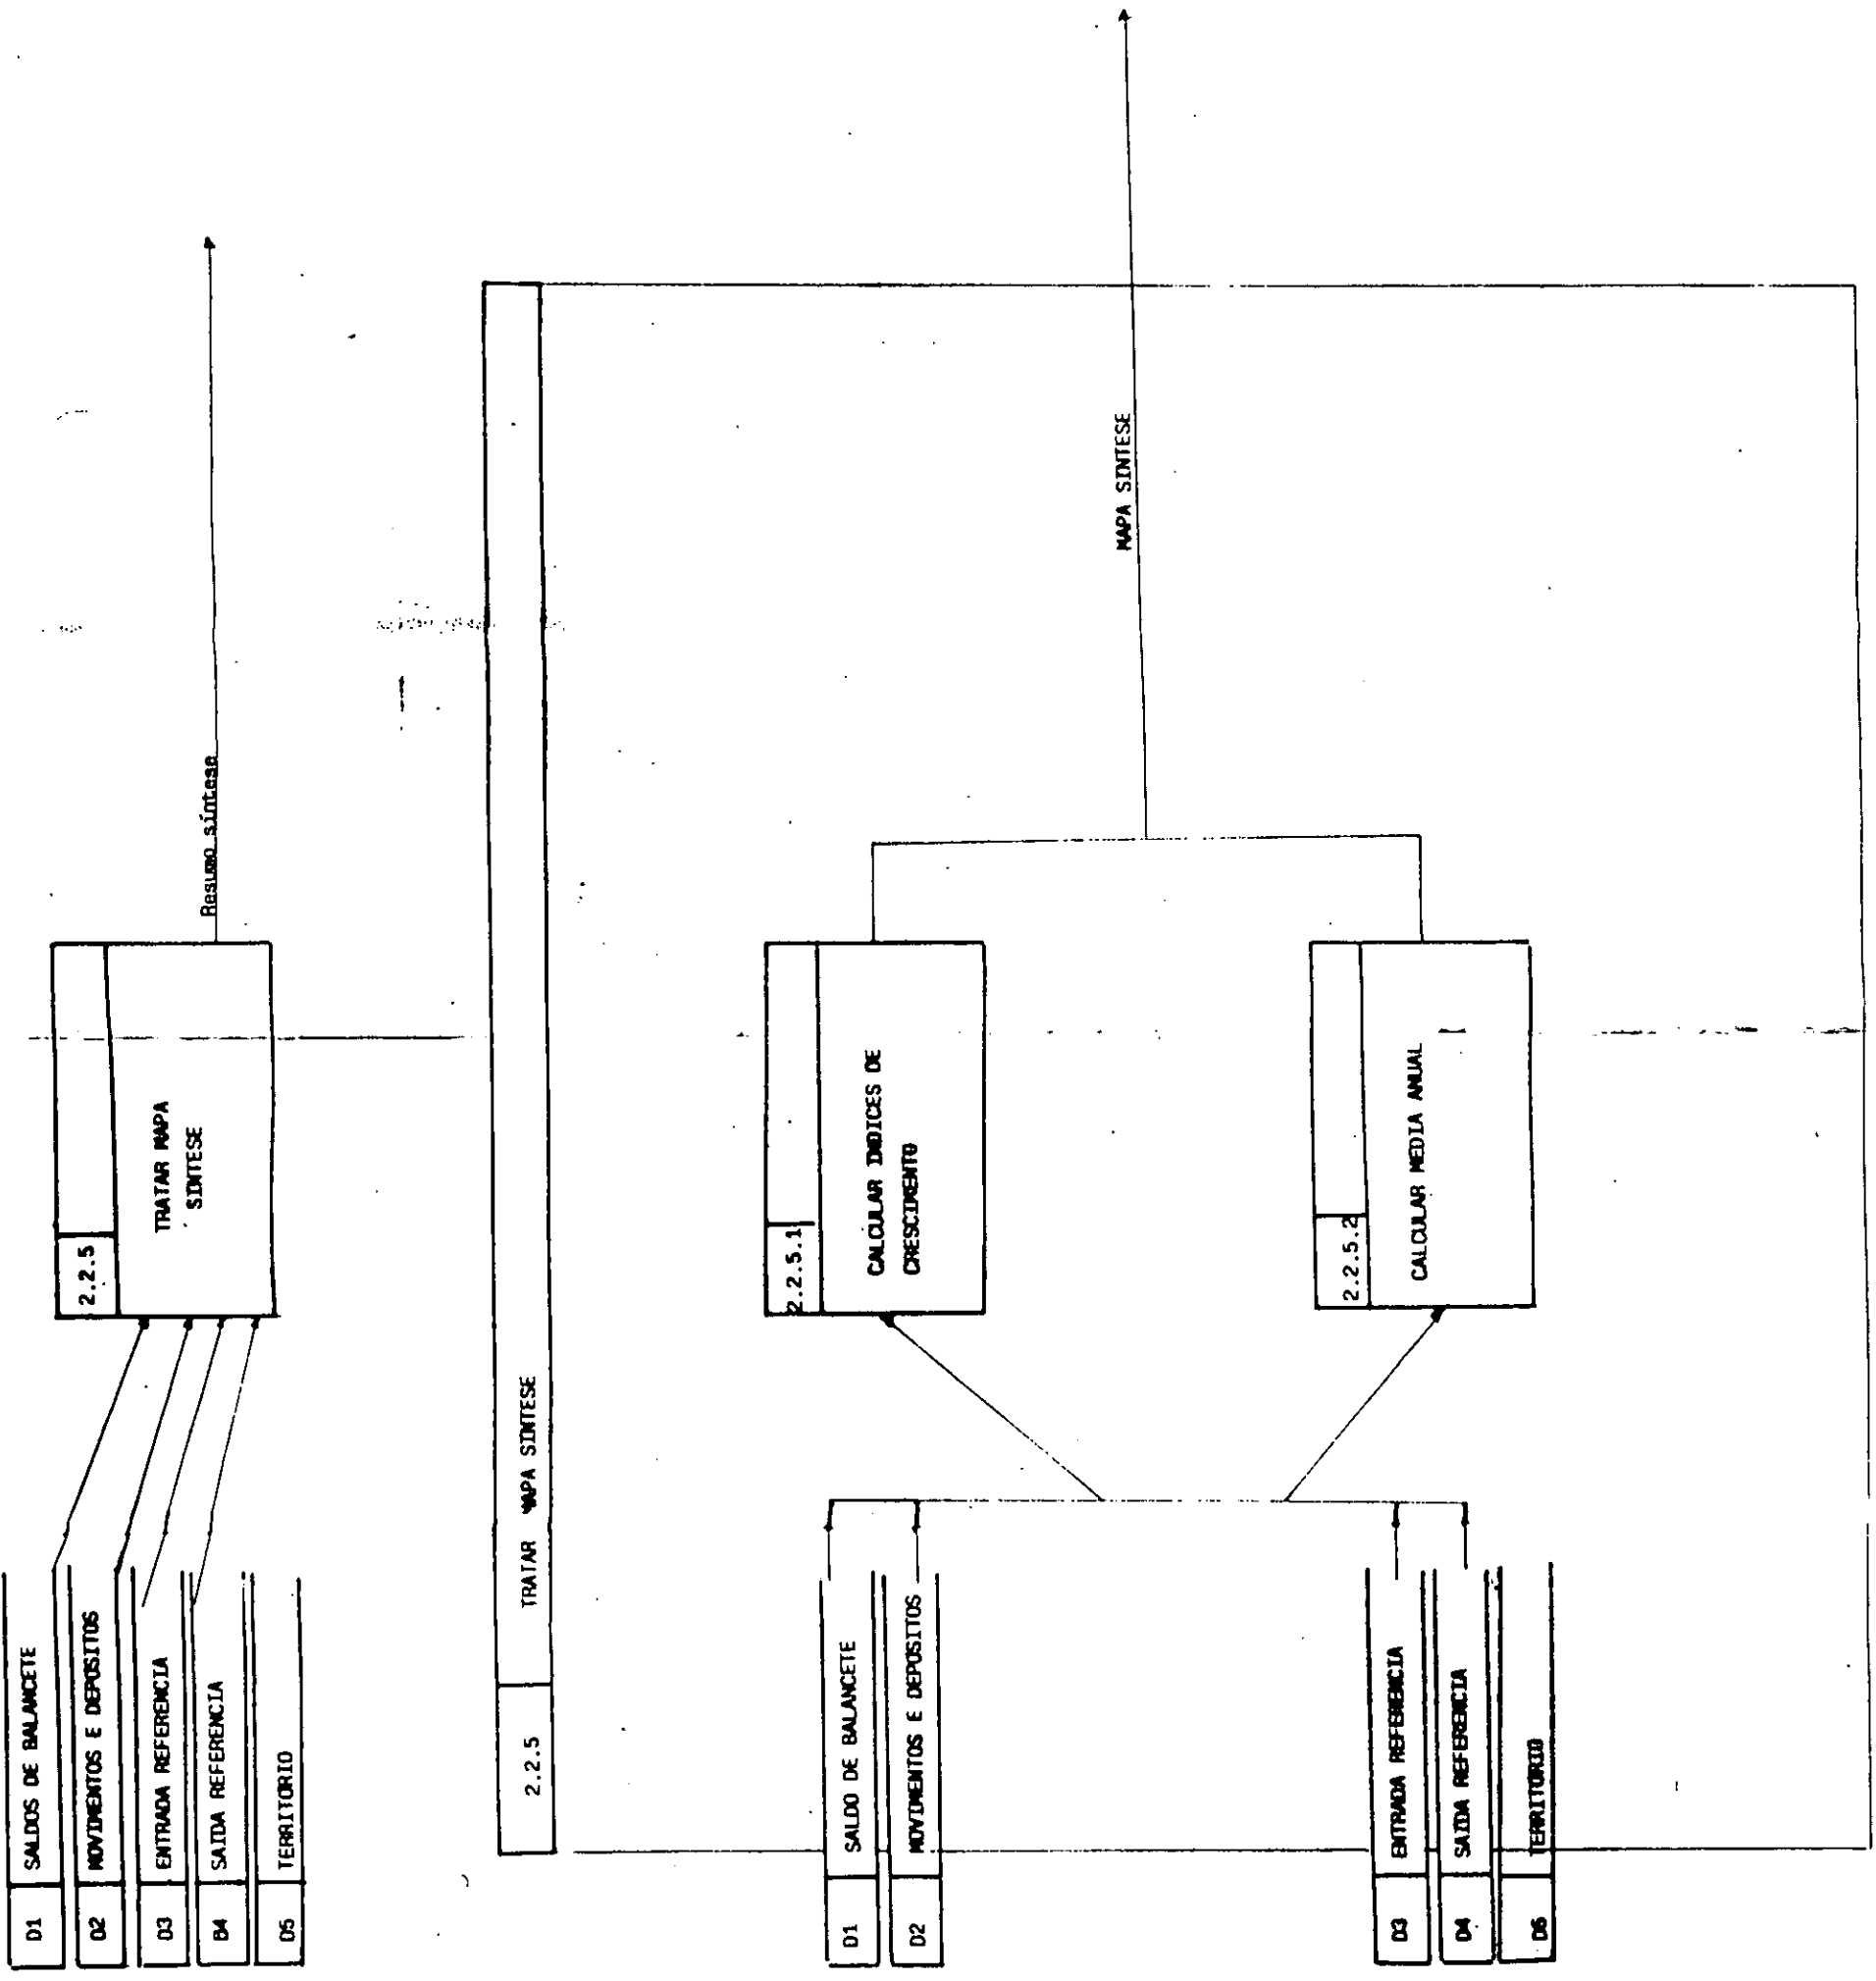 D1 SALDOS DE BALANCETE
D2 MOVIMENTOS E DEPOSITOS
D3 ENTRADA REFERENCIA
B4 SAIDA REFERENCIA
D5 TERRITORIO
2.2.5
TRATAR MAPA
SINTESE
Resumo síntese
2.2.5 TRATAR MAPA SINTESE
D1 SALDO DE BALANCETE
D2 MOVIMENTOS E DEPOSITOS
2.2.5.1
CALCULAR INDICES DE
CRESCIMENTO
MAPA SINTESE
2.2.5.2
CALCULAR MEDIA ANUAL
D3 ENTRADA REFERENCIA
D4 SAIDA REFERENCIA
TERRITORIO